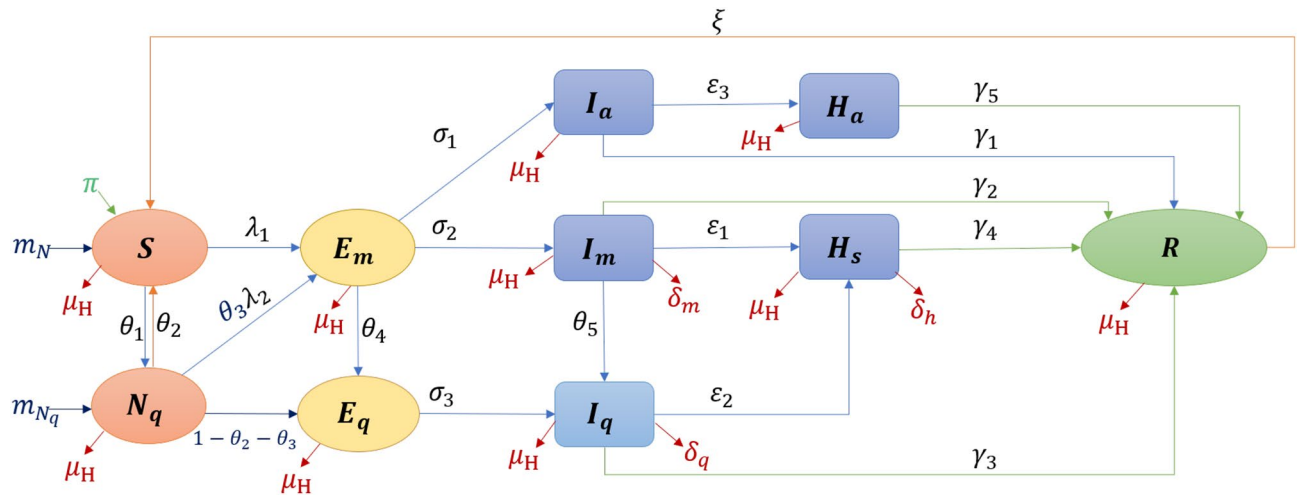 ξ
I_a
ε_3
H_a
γ_5
σ_1
μ_H
μ_H
γ_1
π
γ_2
m_N
S
λ_1
E_m
σ_2
I_m
ε_1
H_s
γ_4
R
μ_H
μ_H
μ_H
δ_m
μ_H
δ_h
μ_H
θ_1
θ_2
θ_3λ_2
θ_4
θ_5
m_{N_q}
N_q
1 − θ_2 − θ_3
E_q
σ_3
I_q
ε_2
μ_H
μ_H
μ_H
δ_q
γ_3